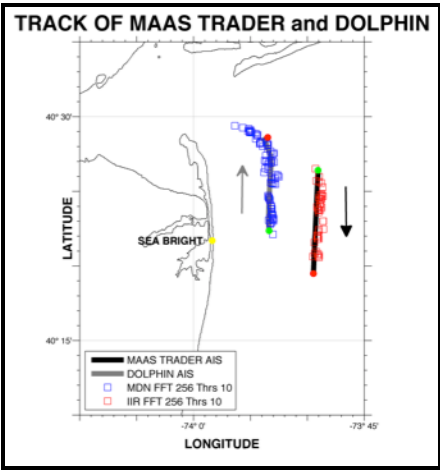 TRACK OF MAAS TRADER and DOLPHIN
40° 30'
LATITUDE
SEA BRIGHT
40° 15'
MAAS TRADER AIS
DOLPHIN AIS
MDN FFT 256 Thrs 10
IIR FFT 256 Thrs 10
-74° 0'
-73° 45'
LONGITUDE